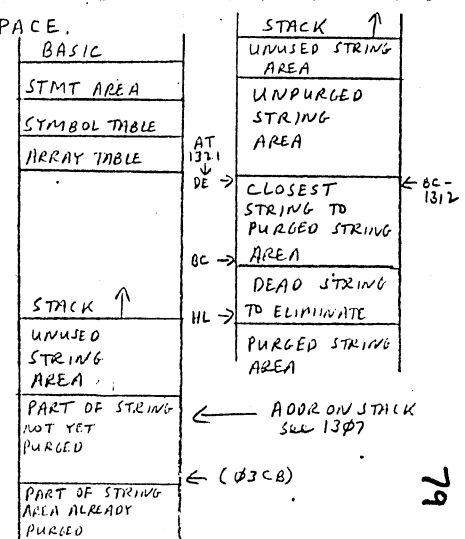 PACE.
BASIC
STMT AREA
SYMBOL TABLE
ARRAY TABLE
STACK ↑
UNUSED
STRING
AREA
PART OF STRING
NOT YET
PURGED
PART OF STRING
AREA ALREADY
PURGED
← ADDR ON STACK
see 13Ø7
← (Ø3CB)
STACK ↑
UNUSED STRING
AREA
UNPURGED
STRING
AREA
AT
1321
↓
DE →
CLOSEST
STRING TO
PURGED STRING
AREA
← BC-
1312
BC →
DEAD STRING
TO ELIMINATE
HL →
PURGED STRING
AREA
79